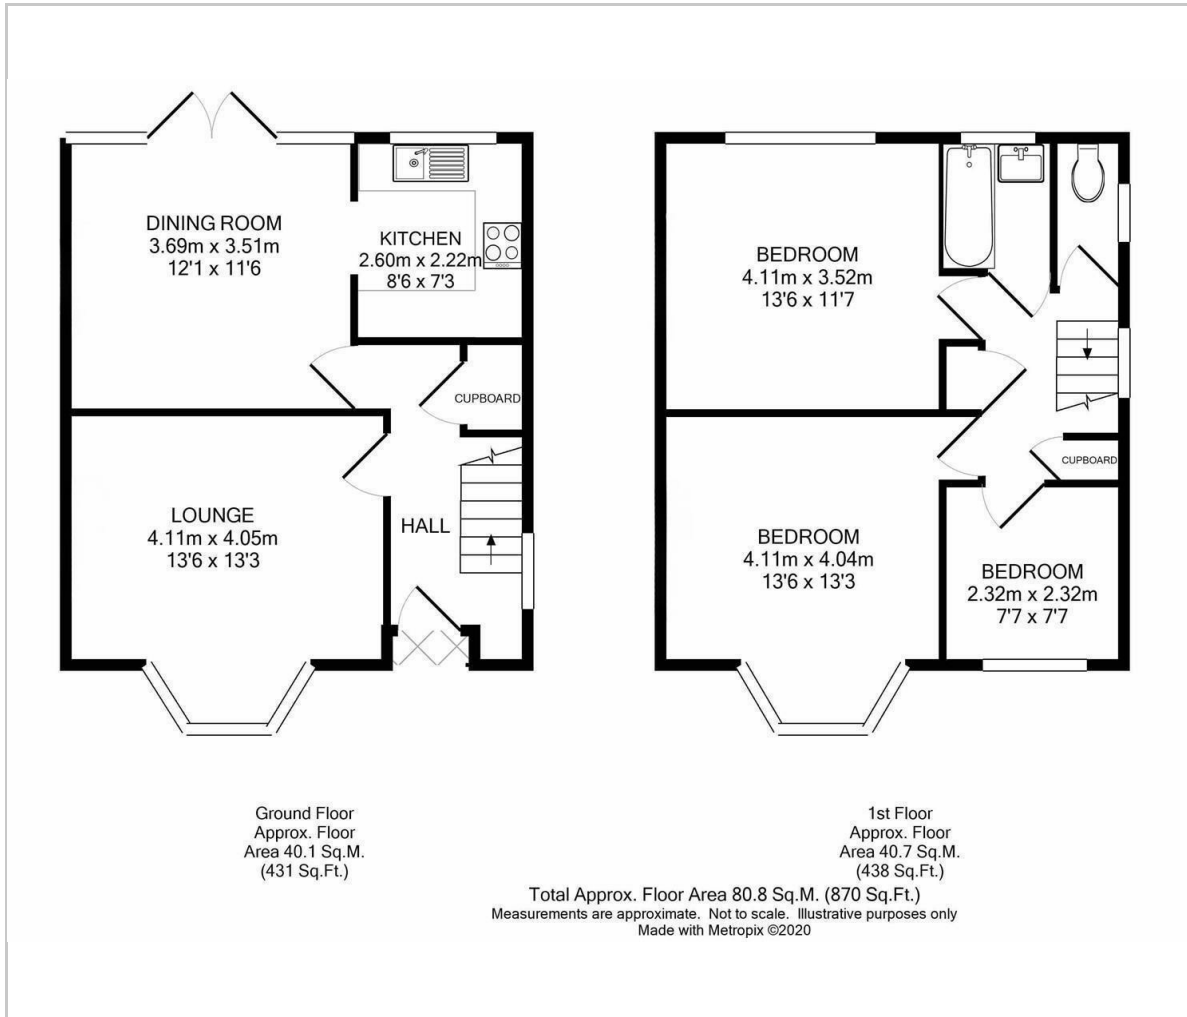 DINING ROOM
3.69m x 3.51m
12'1 x 11'6
KITCHEN
2.60m x 2.22m
8'6 x 7'3
CUPBOARD
LOUNGE
4.11m x 4.05m
13'6 x 13'3
HALL
BEDROOM
4.11m x 3.52m
13'6 x 11'7
CUPBOARD
BEDROOM
4.11m x 4.04m
13'6 x 13'3
BEDROOM
2.32m x 2.32m
7'7 x 7'7
Ground Floor
Approx. Floor
Area 40.1 Sq.M.
(431 Sq.Ft.)
1st Floor
Approx. Floor
Area 40.7 Sq.M.
(438 Sq.Ft.)
Total Approx. Floor Area 80.8 Sq.M. (870 Sq.Ft.)
Measurements are approximate. Not to scale. Illustrative purposes only
Made with Metropix ©2020